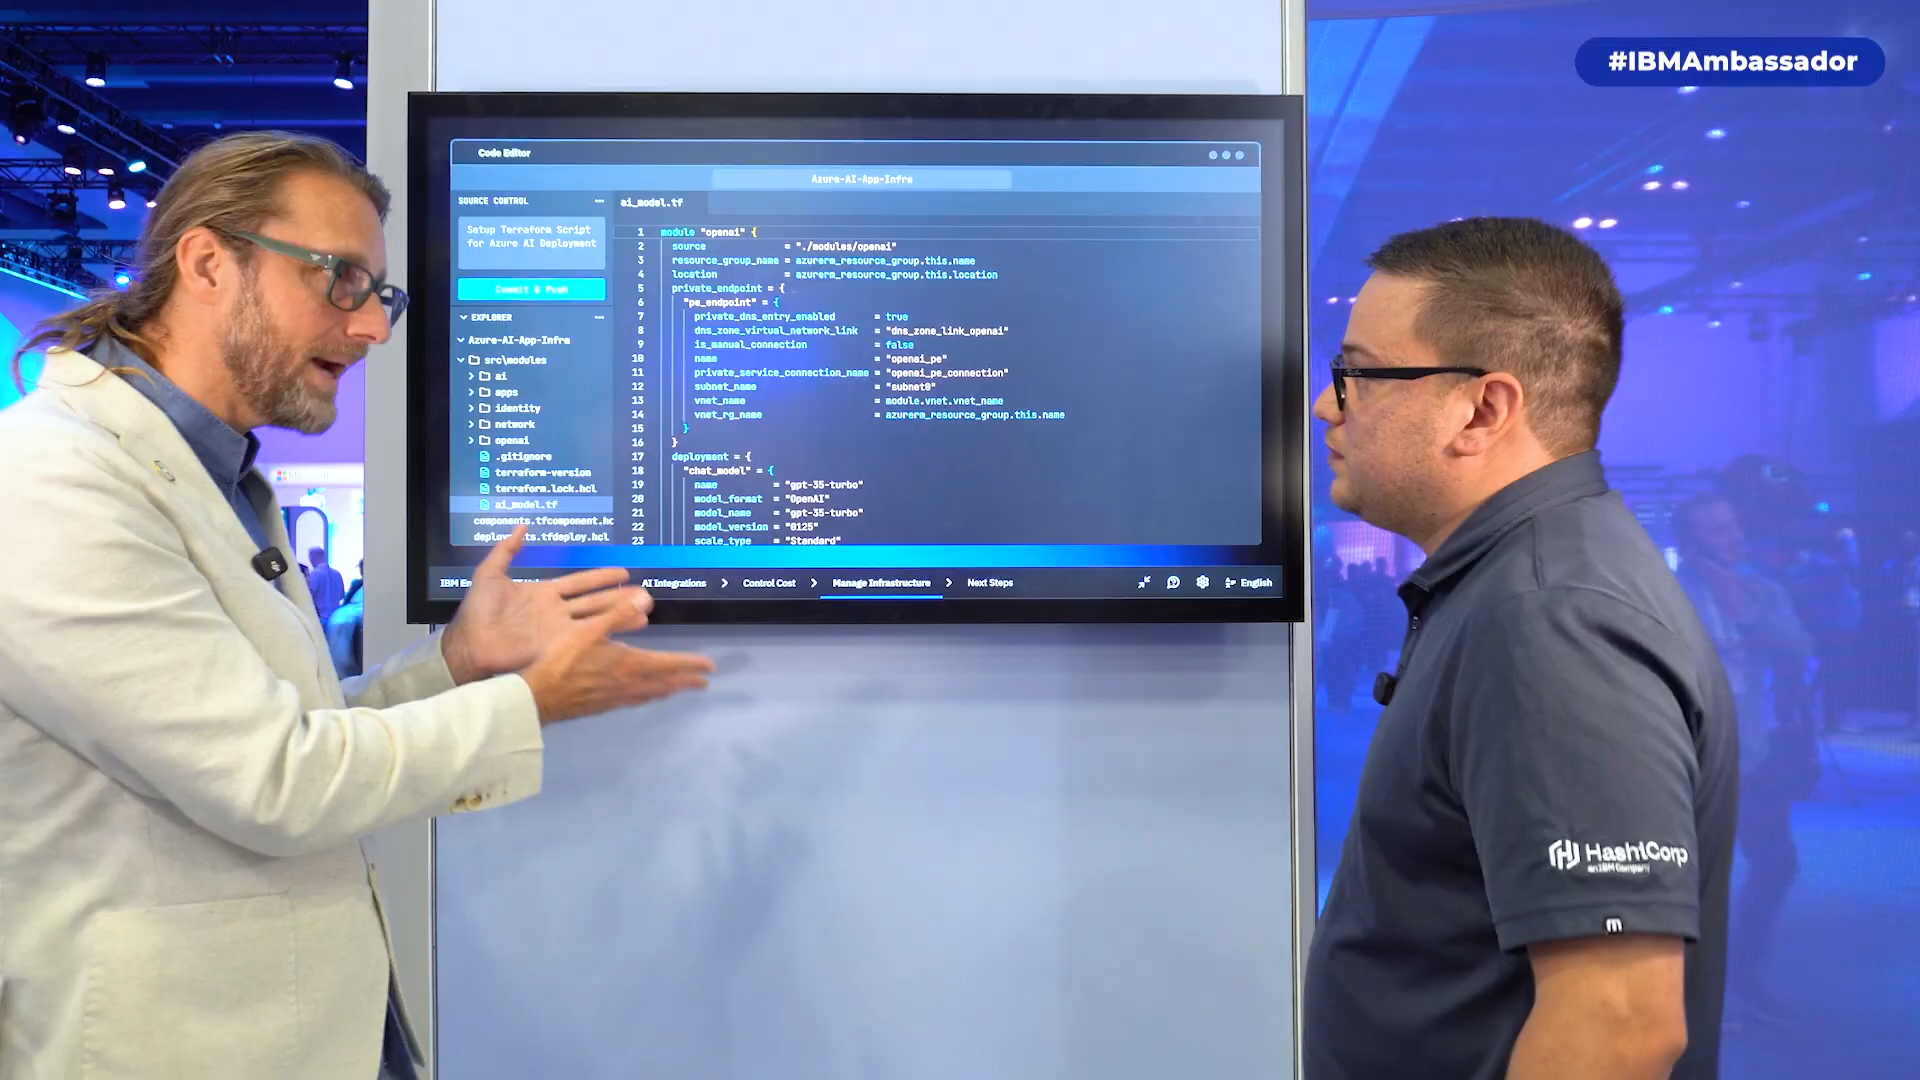 #IBMAmbassador
Code Editor
Azure-AI-App-Infra
SOURCE CONTROL
Setup Terraform Script
for Azure AI Deployment
Commit & Push
EXPLORER
Azure-AI-App-Infra
src\modules
ai
apps
identity
network
openai
.gitignore
terraform-version
terraform.lock.hcl
ai_model.tf
components.tfcomponent.hc
ts.tfdeploy.hcl
ai_model.tf
1 module "openai" {
2 source = "./modules/openai"
3 resource_group_name = azurerm_resource_group.this.name
4 location = azurerm_resource_group.this.location
5 private_endpoint = {
6 "pe_endpoint" = {
7 private_dns_entry_enabled = true
8 dns_zone_virtual_network_link = "dns_zone_link_openai"
9 is_manual_connection = false
10 name = "openai_pe"
11 private_service_connection_name = "openai_pe_connection"
12 subnet_name = "subnet0"
13 vnet_name = module.vnet.vnet_name
14 vnet_rg_name = azurerm_resource_group.this.name
15 }
16 }
17 deployment = {
18 "chat_model" = {
19 name = "gpt-35-turbo"
20 model_format = "OpenAI"
21 model_name = "gpt-35-turbo"
22 model_version = "0125"
23 scale_type = "Standard"
IBM AI Integrations > Control Cost > Manage Infrastructure > Next Steps English
HashiCorp
an IBM Company